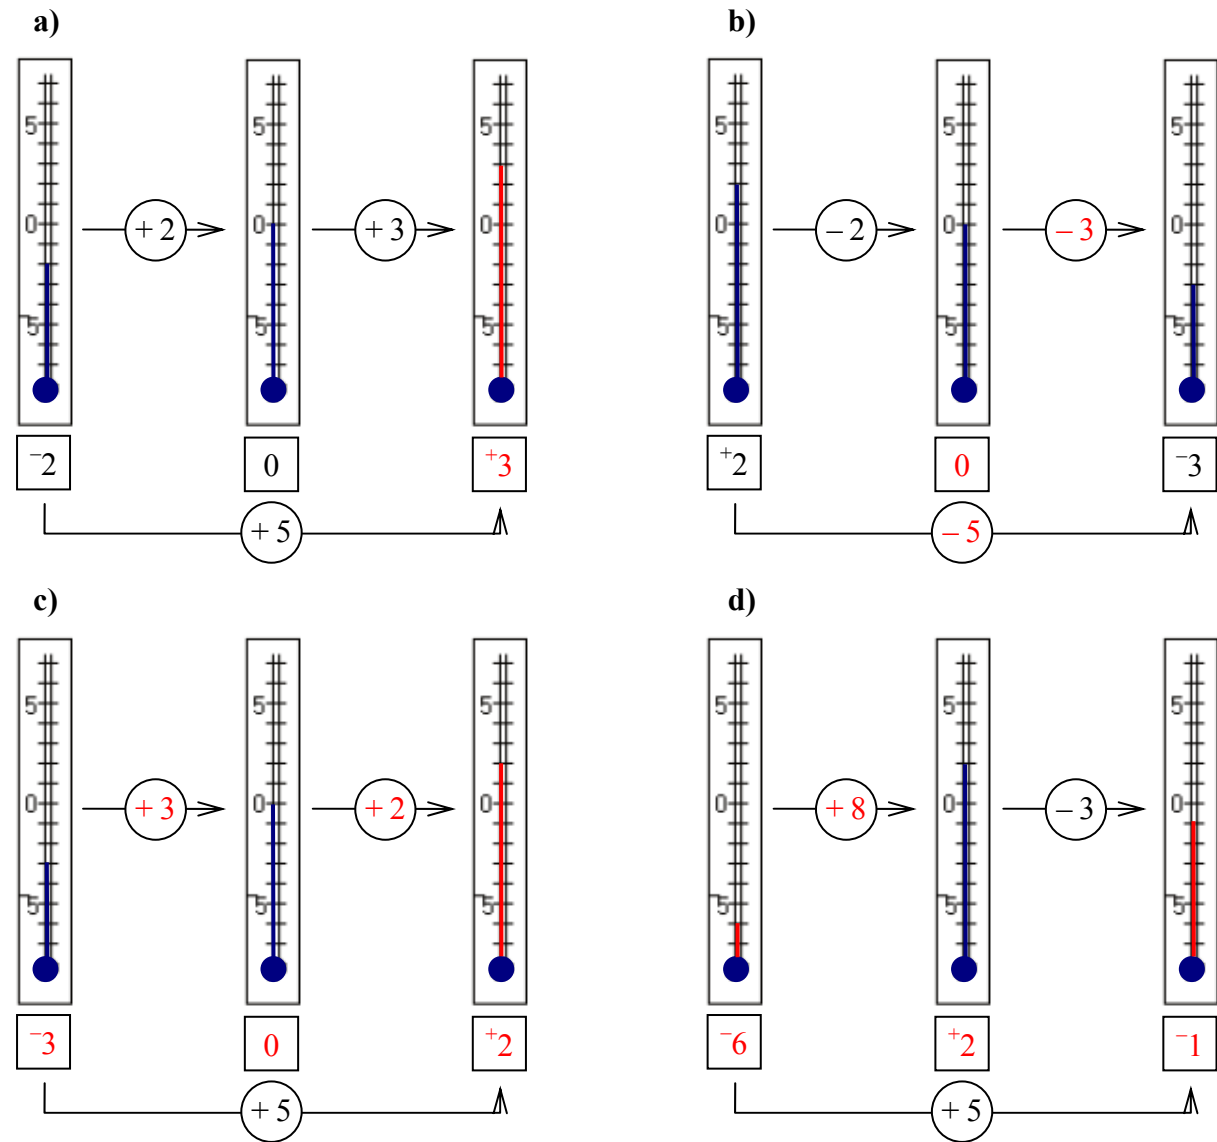 a) b)
5 5 5 5 5 5
+ 2 + 3 – 2 – 3
0 0 0 0 0 0
⁻5 ⁻5 ⁻5 ⁻5 ⁻5 ⁻5
⁻2 0 ⁺3 ⁺2 0 ⁻3
+ 5 – 5
c) d)
5 5 5 5 5 5
0 0 0 0 0 0
+ 3 + 2 + 8 – 3
⁻5 ⁻5 ⁻5 ⁻5 ⁻5 ⁻5
⁻3 0 ⁺2 ⁻6 ⁺2 ⁻1
+ 5 + 5